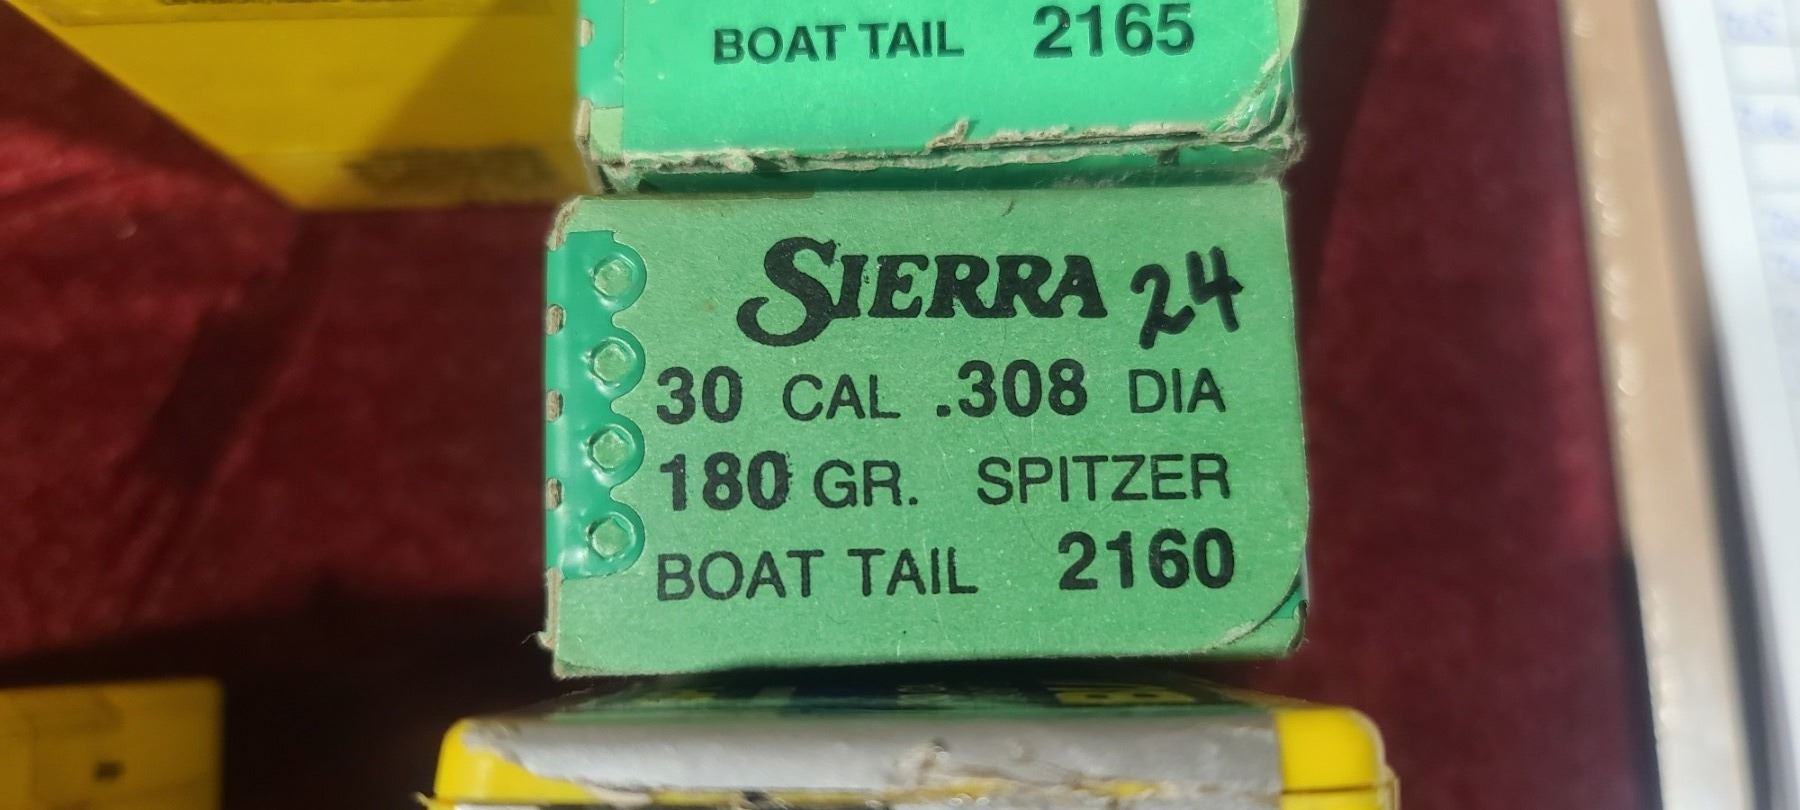 BOAT TAIL 2165
SIERRA 24
30 CAL .308 DIA
180 GR. SPITZER
BOAT TAIL 2160